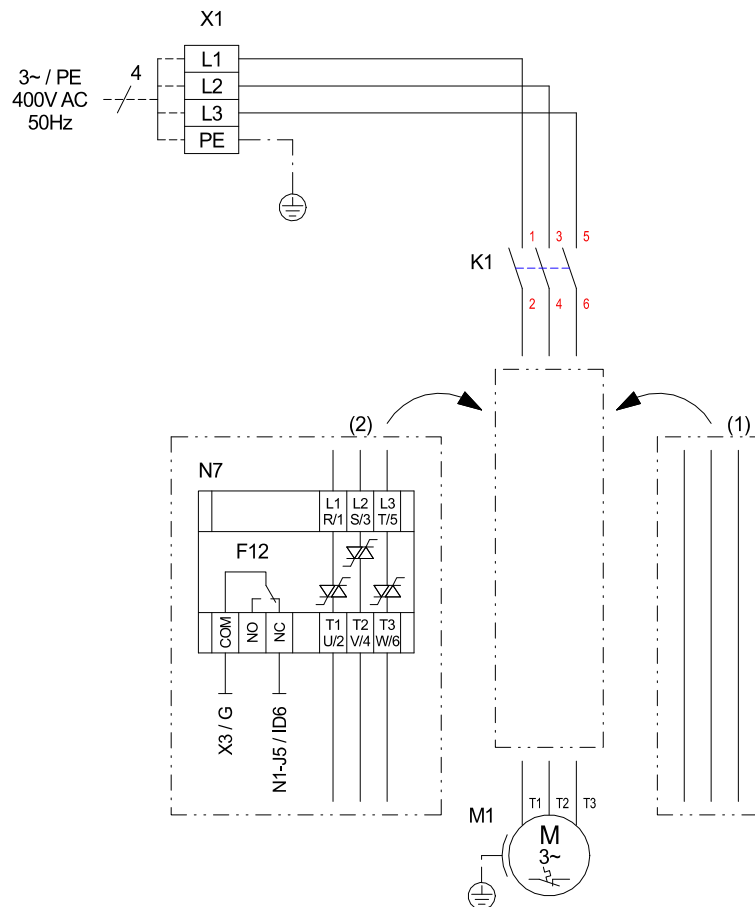 X1
3~ / PE
400V AC
50Hz
4
L1
L2
L3
PE
K1
1 3 5
2 4 6
(2)
(1)
N7
L1 L2 L3
R/1 S/3 T/5
F12
COM NO NC
T1 T2 T3
U/2 V/4 W/6
X3 / G
N1-J5 / ID6
M1
T1 T2 T3
M
3~